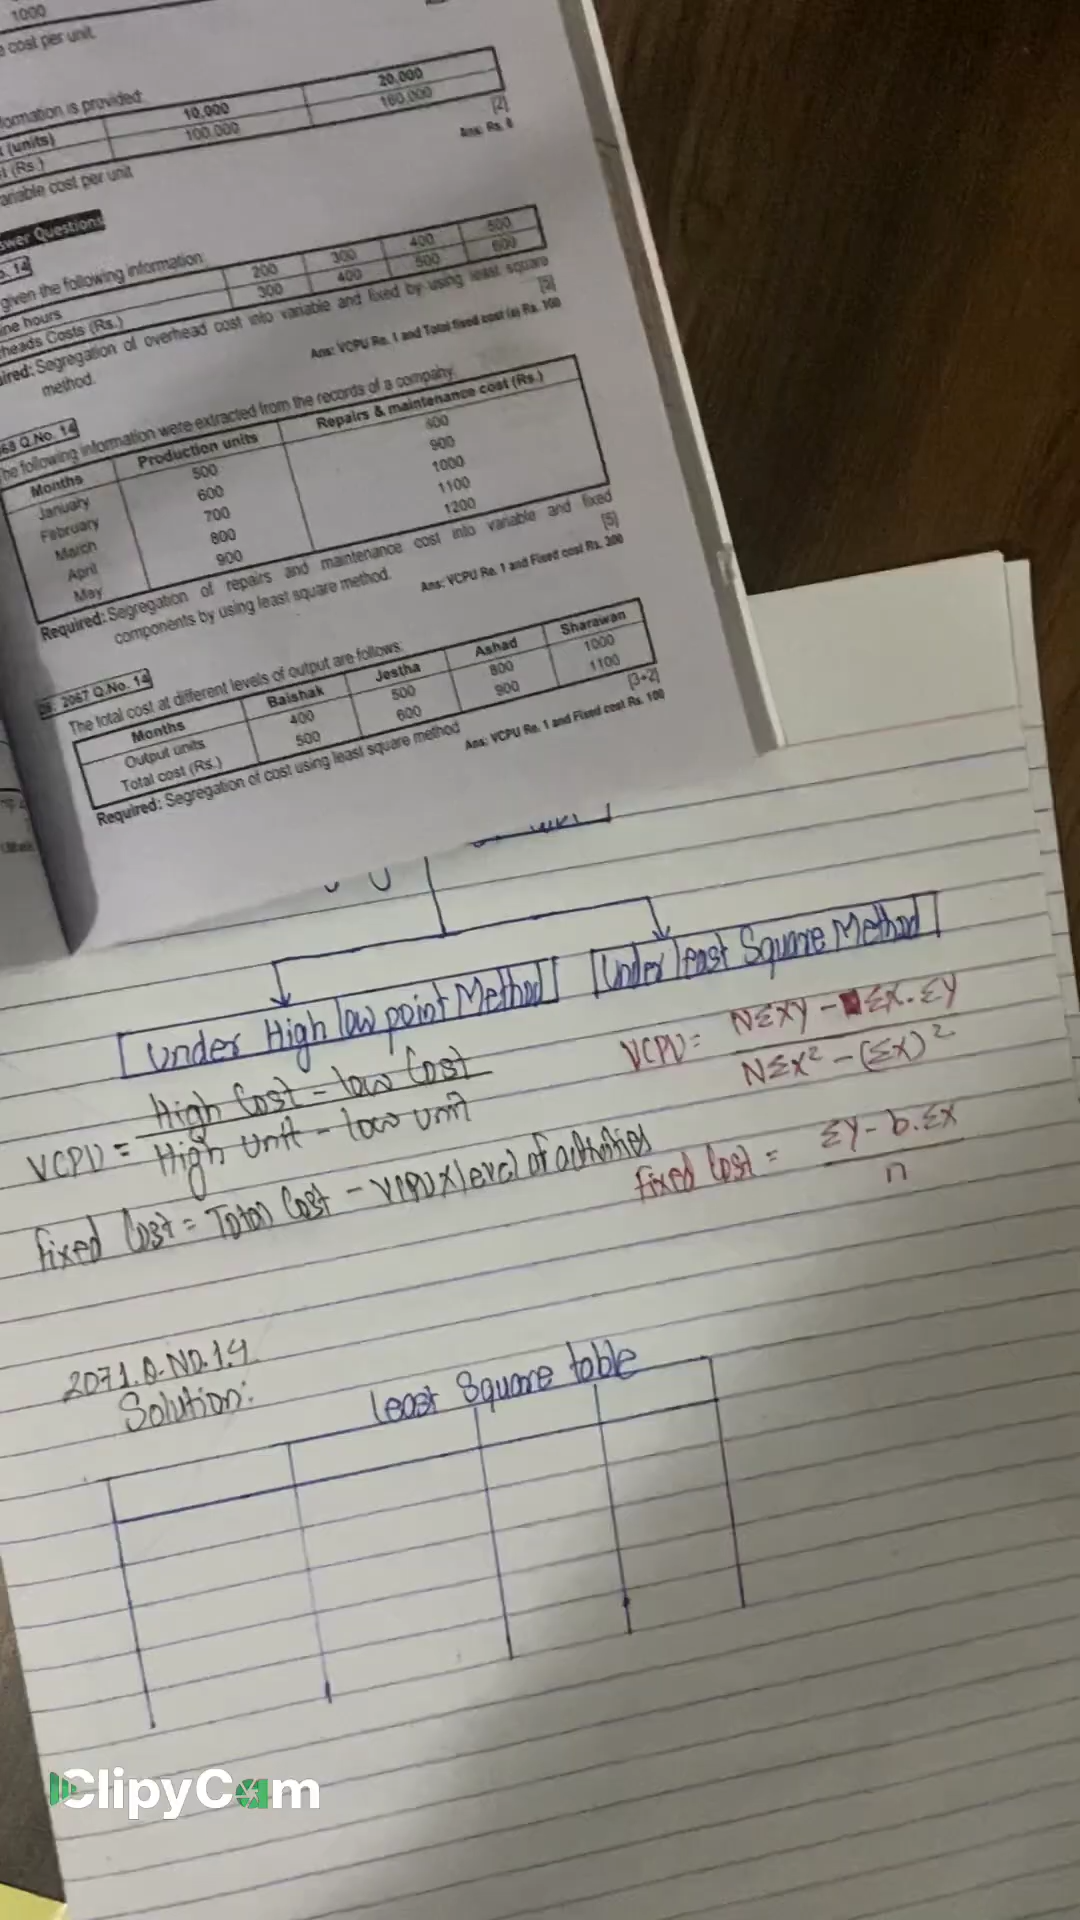 1000
cost per unit.
formation is provided:
(units) 10,000 20,000
(Rs.) 100,000 160,000
[2]
variable cost per unit
Ans: Rs. 6
swer Questions
o. 14
given the following information:
ine hours 200 300 400 500
heads Costs (Rs.) 300 400 500 600
ired: Segregation of overhead cost into variable and fixed by using least square
method. [5]
Ans: VCPU Re. 1 and Total fixed cost (a) Rs. 100
68 Q.No. 14
he following information were extracted from the records of a company.
Months Production units Repairs & maintenance cost (Rs.)
January 500 800
February 600 900
March 700 1000
April 800 1100
May 900 1200
Required: Segregation of repairs and maintenance cost into variable and fixed
components by using least square method. [5]
Ans: VCPU Re. 1 and Fixed cost Rs. 300
2067 Q.No. 14
The total cost at different levels of output are follows:
Months Baishak Jestha Ashad Sharawan
Output units 400 500 800 1000
Total cost (Rs.) 500 600 900 1100
Required: Segregation of cost using least square method [3+2]
Ans: VCPU Re. 1 and Fixed cost Rs. 100
Under High low point Method Under least Square Method
VCPU = High Cost - low Cost
High unit - low unit
VCPU = NΣXY - ΣX.ΣY
NΣX² - (ΣX)²
fixed Cost = Total Cost - VCPU X level of activities
fixed Cost = ΣY - b.ΣX
n
2071.Q.NO.14
Solution:
least Square table
ClipyCam